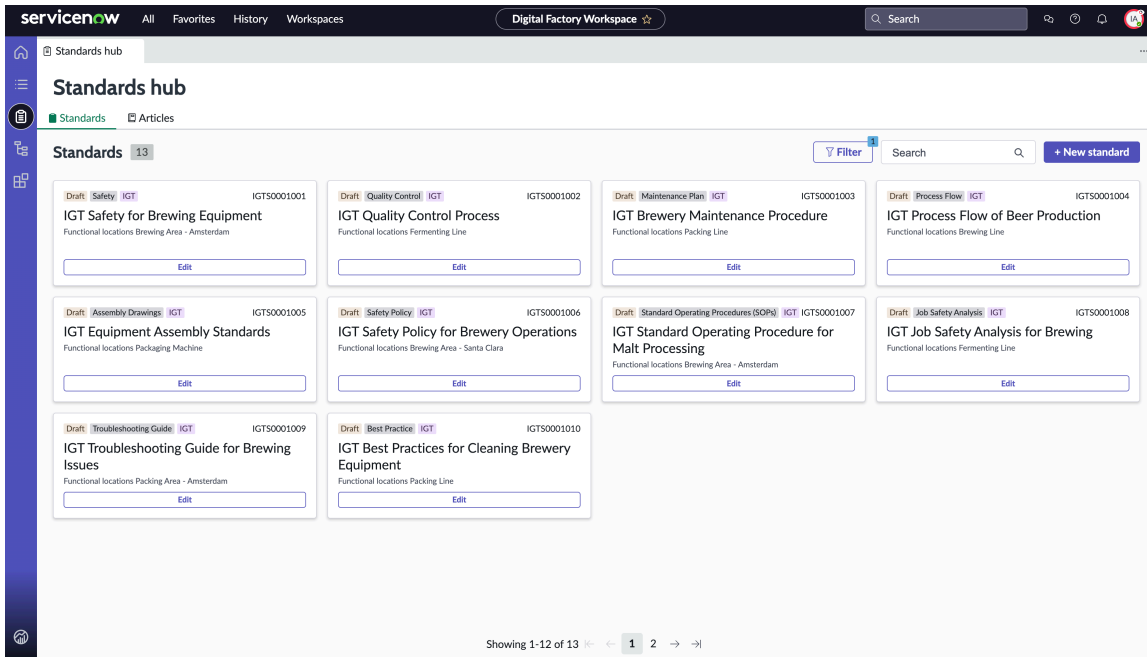 servicenow All Favorites History Workspaces Digital Factory Workspace Search IA
Standards hub ...
Standards hub
Standards Articles
Standards 13 Filter 1 Search + New standard
Draft Safety IGT IGTS0001001
IGT Safety for Brewing Equipment
Functional locations Brewing Area - Amsterdam
Edit
Draft Quality Control IGT IGTS0001002
IGT Quality Control Process
Functional locations Fermenting Line
Edit
Draft Maintenance Plan IGT IGTS0001003
IGT Brewery Maintenance Procedure
Functional locations Packing Line
Edit
Draft Process Flow IGT IGTS0001004
IGT Process Flow of Beer Production
Functional locations Brewing Line
Edit
Draft Assembly Drawings IGT IGTS0001005
IGT Equipment Assembly Standards
Functional locations Packaging Machine
Edit
Draft Safety Policy IGT IGTS0001006
IGT Safety Policy for Brewery Operations
Functional locations Brewing Area - Santa Clara
Edit
Draft Standard Operating Procedures (SOPs) IGT IGTS0001007
IGT Standard Operating Procedure for
Malt Processing
Functional locations Brewing Area - Amsterdam
Edit
Draft Job Safety Analysis IGT IGTS0001008
IGT Job Safety Analysis for Brewing
Functional locations Fermenting Line
Edit
Draft Troubleshooting Guide IGT IGTS0001009
IGT Troubleshooting Guide for Brewing
Issues
Functional locations Packing Area - Amsterdam
Edit
Draft Best Practice IGT IGTS0001010
IGT Best Practices for Cleaning Brewery
Equipment
Functional locations Packing Line
Edit
Showing 1-12 of 13 1 2